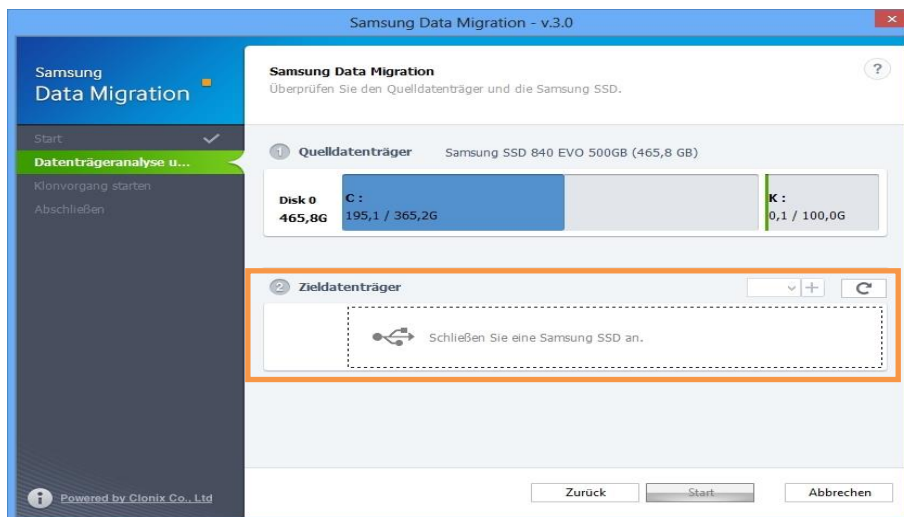 Samsung Data Migration - v.3.0
Samsung
Data Migration
Start
Datenträgeranalyse u...
Klonvorgang starten
Abschließen
Powered by Clonix Co., Ltd
Samsung Data Migration
?
Überprüfen Sie den Quelldatenträger und die Samsung SSD.
1 Quelldatenträger Samsung SSD 840 EVO 500GB (465,8 GB)
Disk 0
465,8G
C :
195,1 / 365,2G
K :
0,1 / 100,0G
2 Zieldatenträger
Schließen Sie eine Samsung SSD an.
Zurück Start Abbrechen